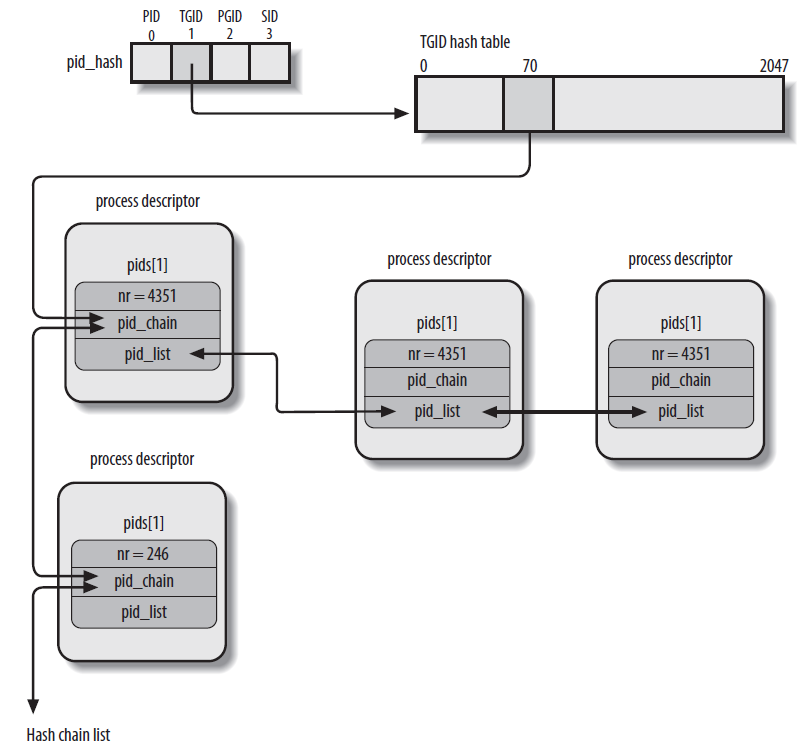 PID TGID PGID SID
0 1 2 3
pid_hash
TGID hash table
0 70 2047
process descriptor
pids[1]
nr = 4351
pid_chain
pid_list
process descriptor
pids[1]
nr = 4351
pid_chain
pid_list
process descriptor
pids[1]
nr = 4351
pid_chain
pid_list
process descriptor
pids[1]
nr = 246
pid_chain
pid_list
Hash chain list